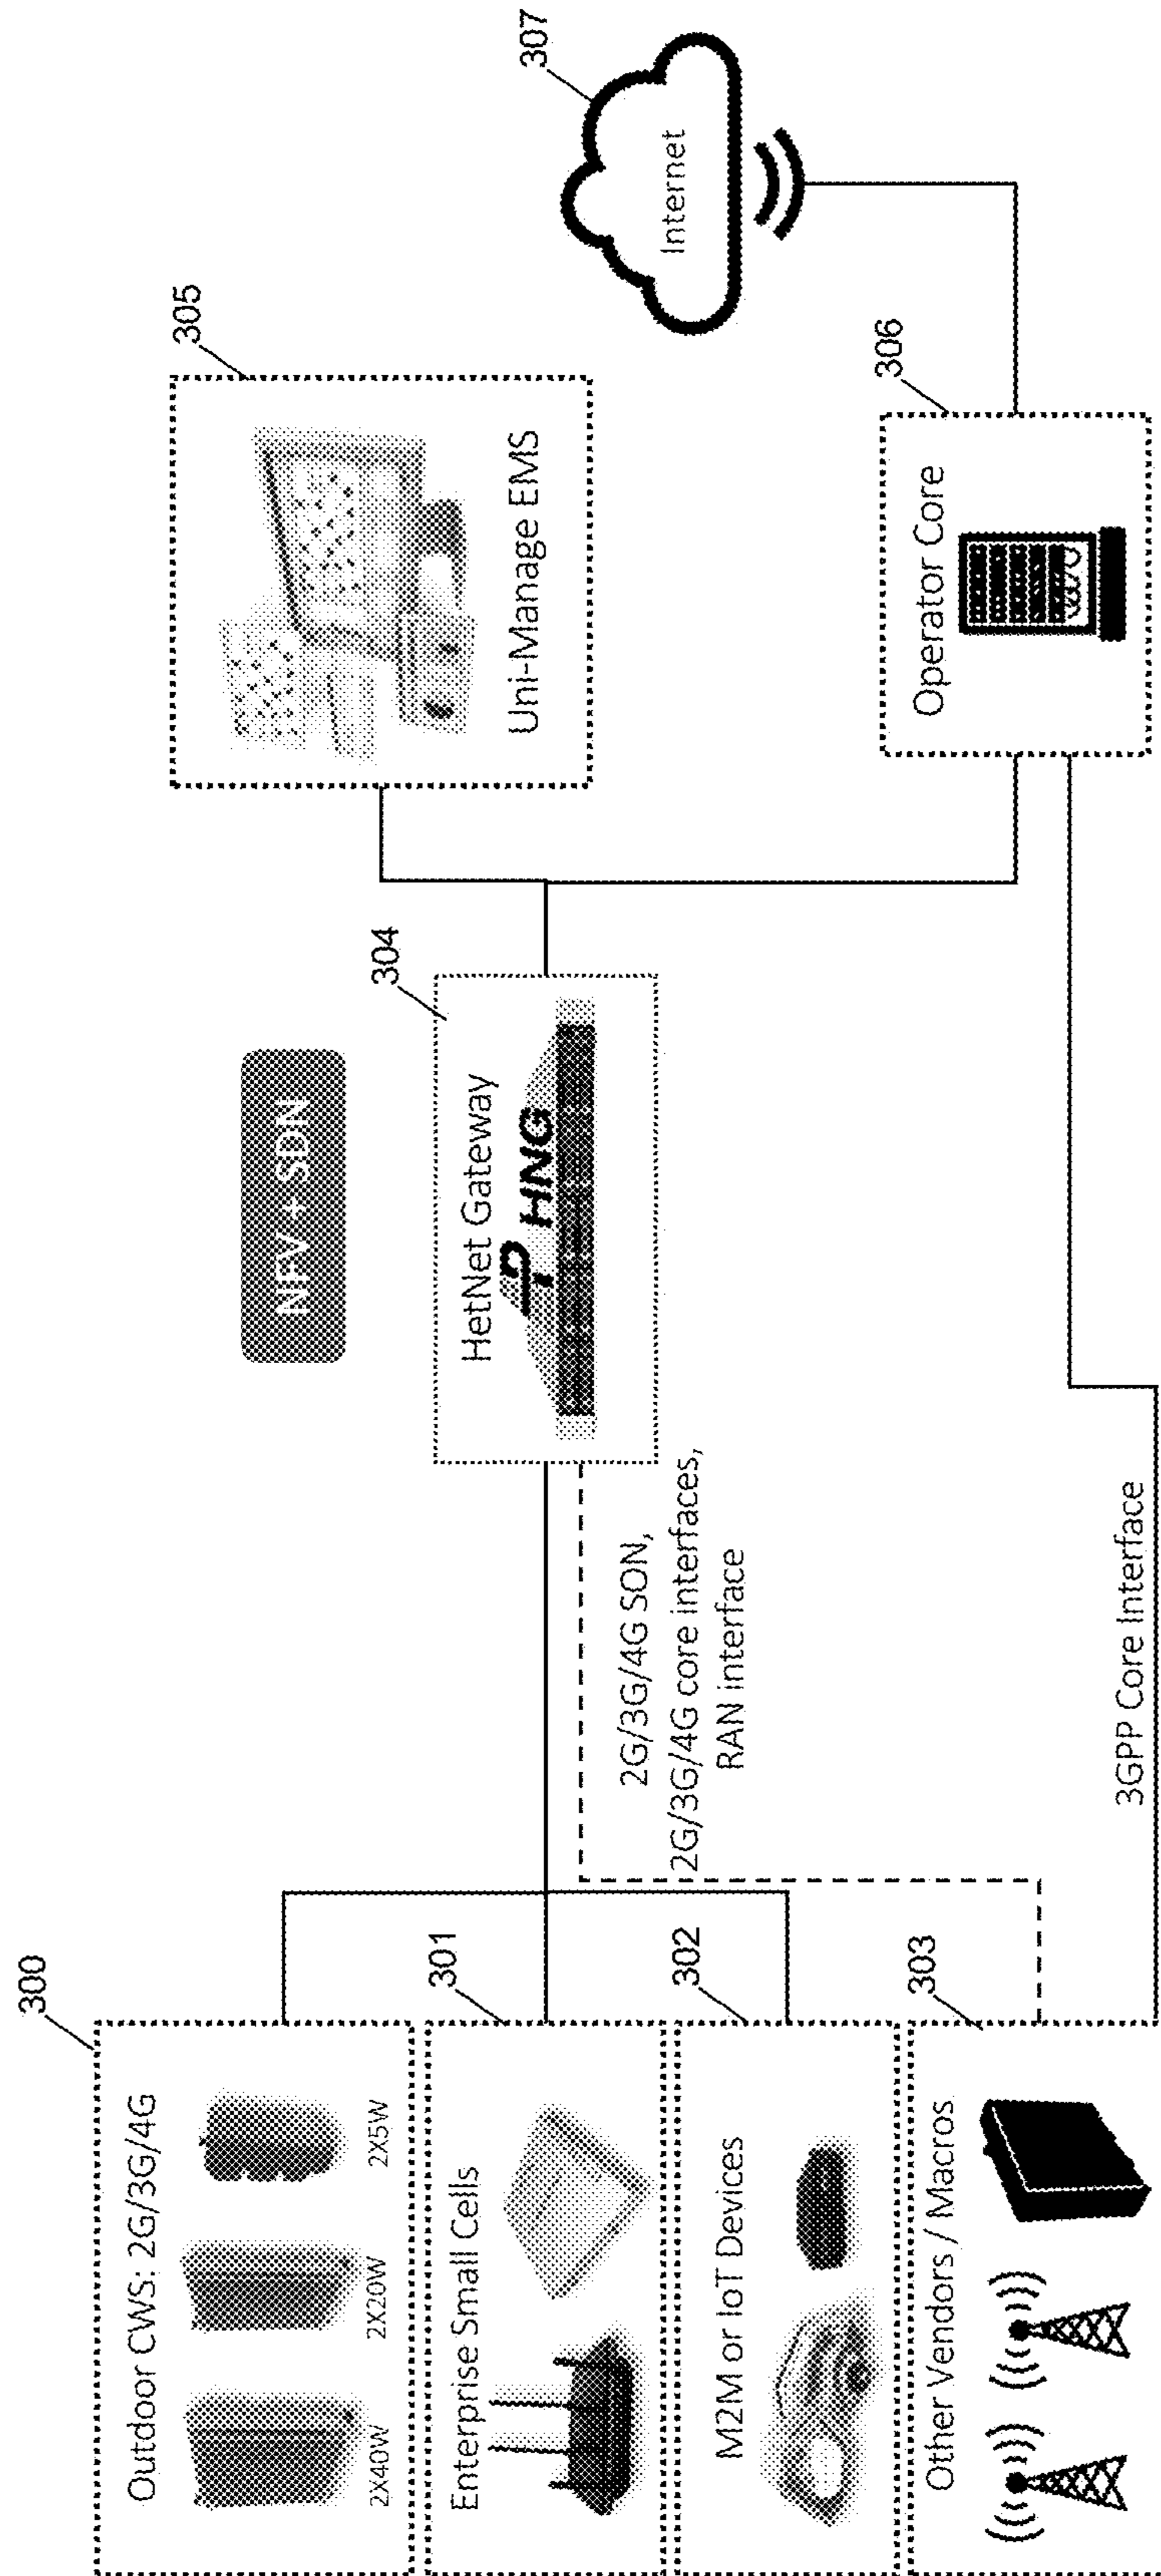 300
Outdoor CWS: 2G/3G/4G
2X40W
2X20W
2X5W
301
Enterprise Small Cells
302
M2M or IoT Devices
303
Other Vendors / Macros
2G/3G/4G SON,
2G/3G/4G core interfaces,
RAN interface
3GPP Core Interface
NFV + SDN
304
HetNet Gateway
HNG
305
Uni-Manage EMS
306
Operator Core
307
Internet